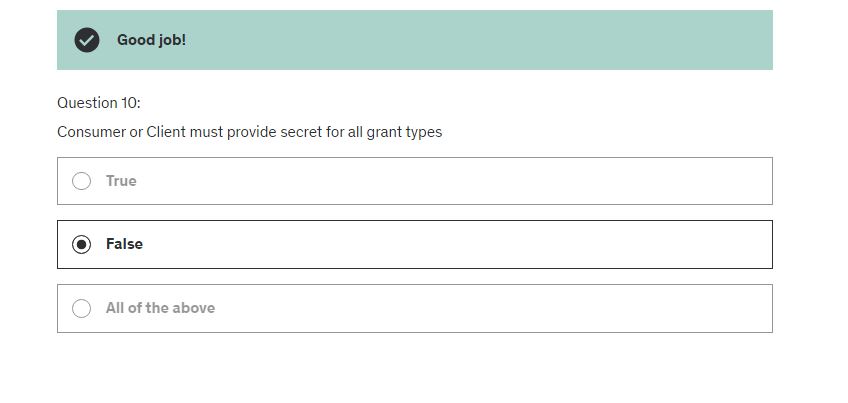 Good job!
Question 10:
Consumer or Client must provide secret for all grant types
True
False
All of the above